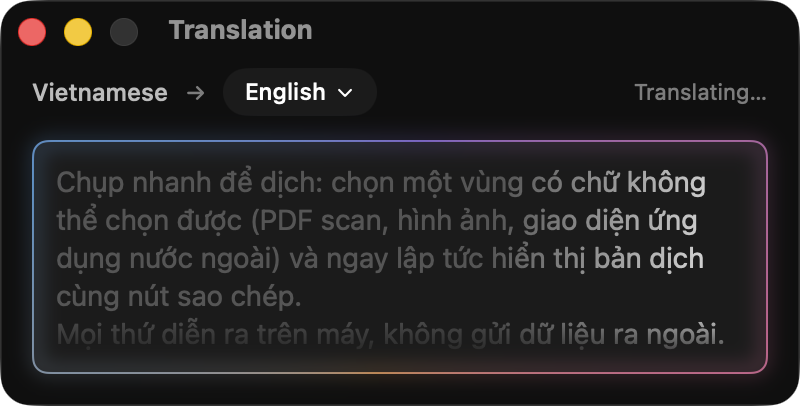 Translation
Vietnamese → English
Translating...
Chụp nhanh để dịch: chọn một vùng có chữ không
thể chọn được (PDF scan, hình ảnh, giao diện ứng
dụng nước ngoài) và ngay lập tức hiển thị bản dịch
cùng nút sao chép.
Mọi thứ diễn ra trên máy, không gửi dữ liệu ra ngoài.